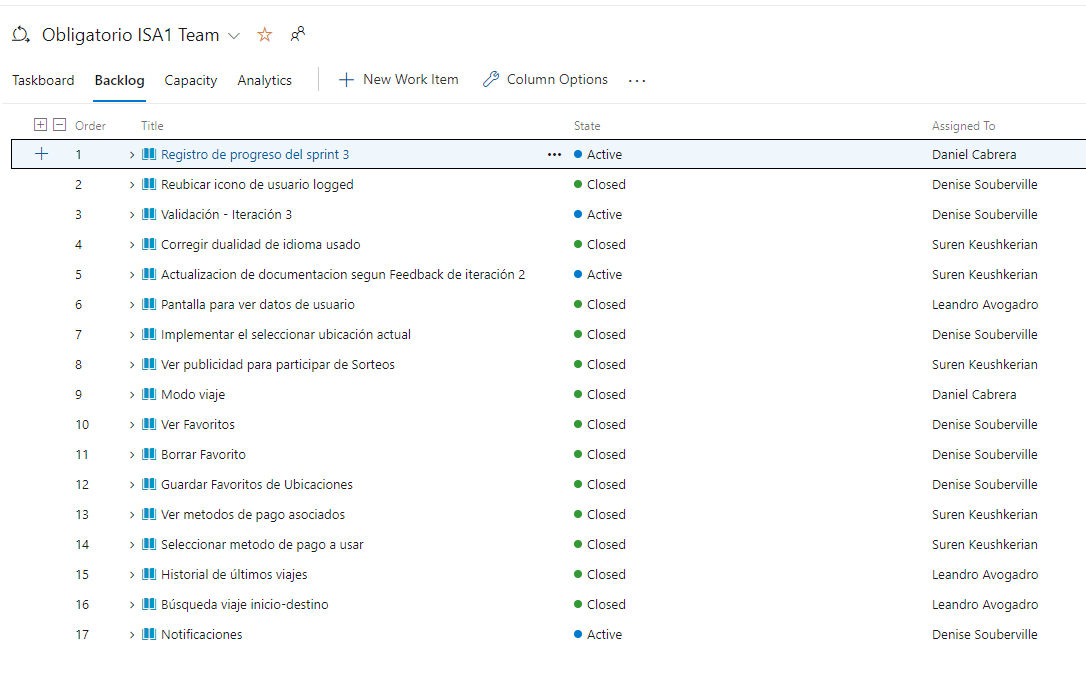 Obligatorio ISA1 Team
Taskboard Backlog Capacity Analytics New Work Item Column Options ...
Order Title State Assigned To
1 Registro de progreso del sprint 3 ... Active Daniel Cabrera
2 Reubicar icono de usuario logged Closed Denise Souberville
3 Validación - Iteración 3 Active Denise Souberville
4 Corregir dualidad de idioma usado Closed Suren Keushkerian
5 Actualizacion de documentacion segun Feedback de iteración 2 Active Suren Keushkerian
6 Pantalla para ver datos de usuario Closed Leandro Avogadro
7 Implementar el seleccionar ubicación actual Closed Denise Souberville
8 Ver publicidad para participar de Sorteos Closed Suren Keushkerian
9 Modo viaje Closed Daniel Cabrera
10 Ver Favoritos Closed Denise Souberville
11 Borrar Favorito Closed Denise Souberville
12 Guardar Favoritos de Ubicaciones Closed Denise Souberville
13 Ver metodos de pago asociados Closed Suren Keushkerian
14 Seleccionar metodo de pago a usar Closed Suren Keushkerian
15 Historial de últimos viajes Closed Leandro Avogadro
16 Búsqueda viaje inicio-destino Closed Leandro Avogadro
17 Notificaciones Active Denise Souberville